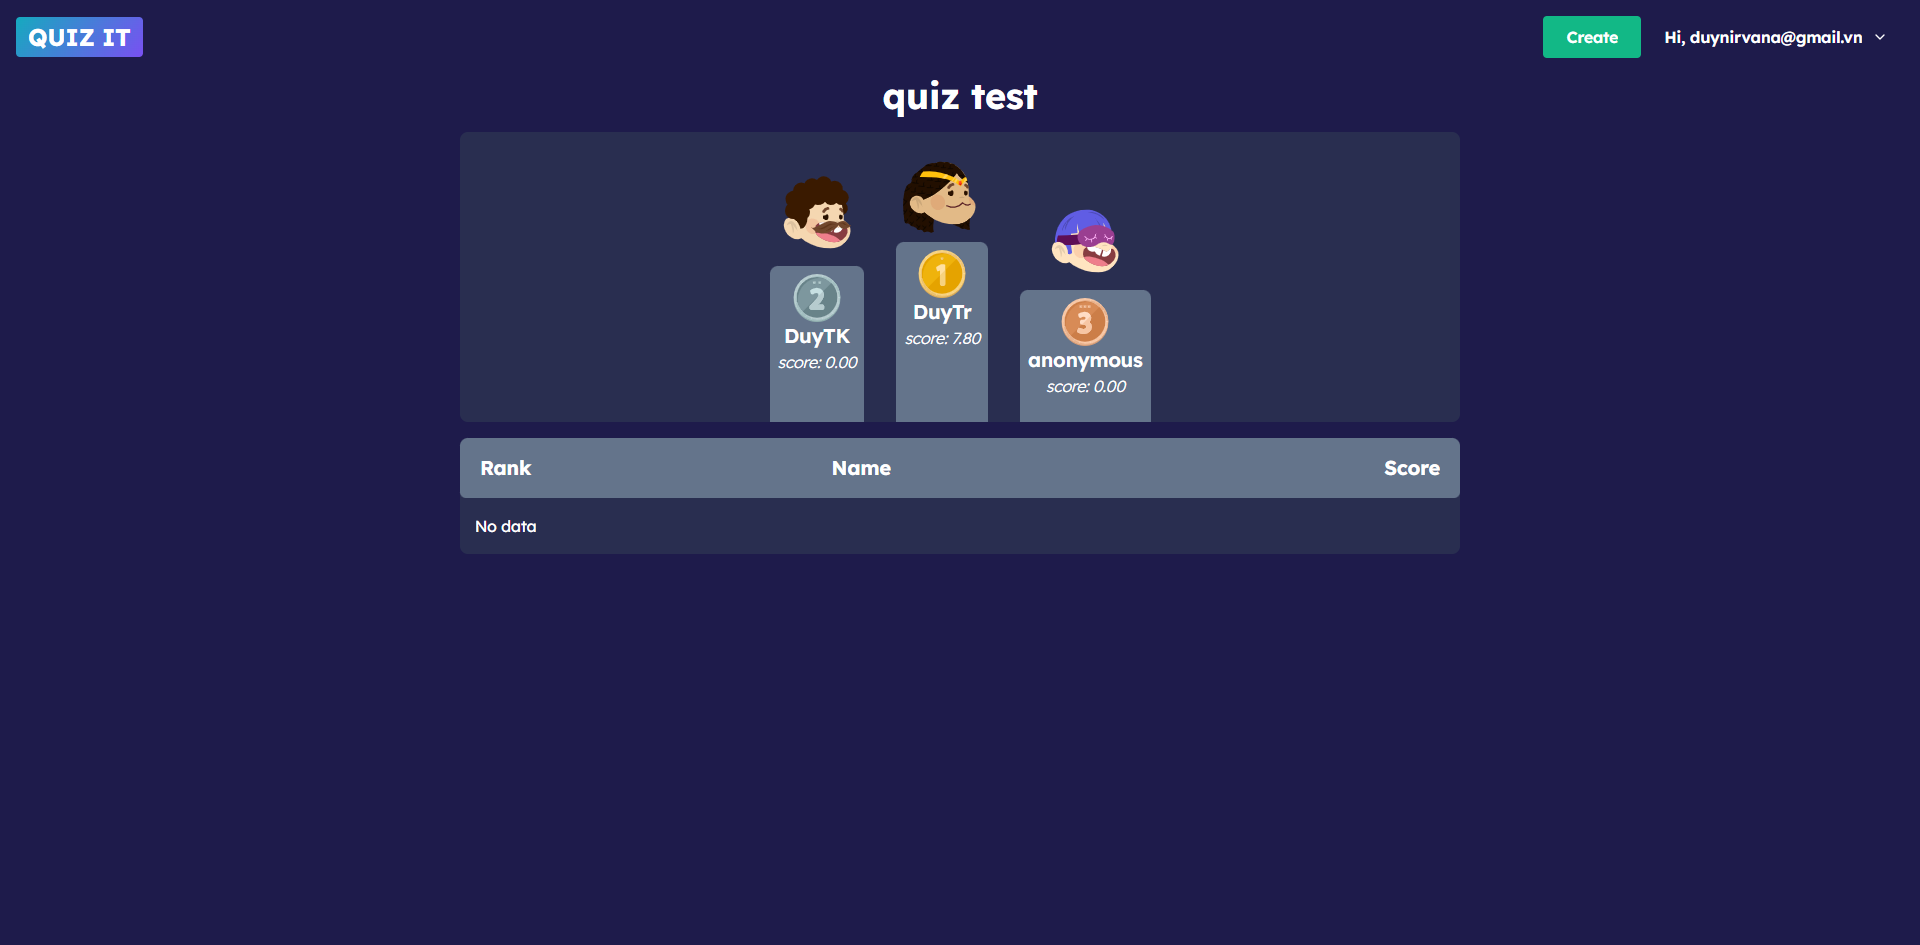 QUIZ IT
Create
Hi, duynirvana@gmail.vn
quiz test
2
DuyTK
score: 0.00
1
DuyTr
score: 7.80
3
anonymous
score: 0.00
Rank Name Score
No data